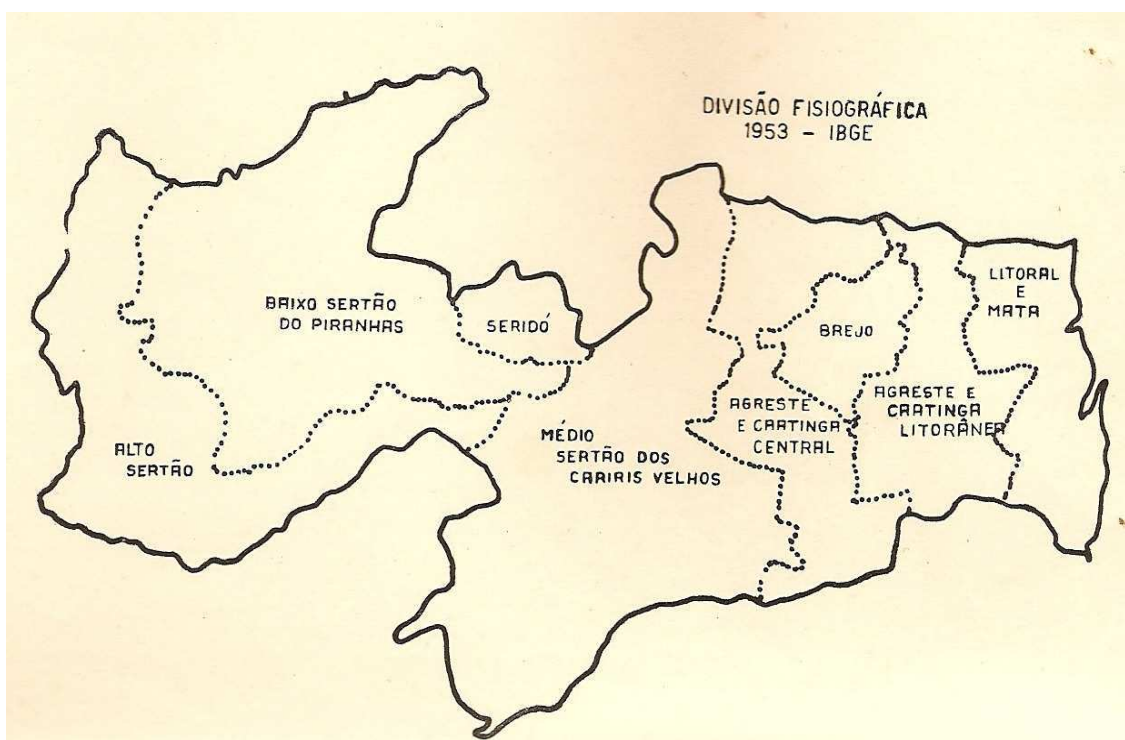 DIVISÃO FISIOGRÁFICA
1953 - IBGE
LITORAL
E
MATA
BAIXO SERTÃO
DO PIRANHAS
SERIDÓ
BREJO
AGRESTE E
CAATINGA
LITORÂNEA
AGRESTE
E CAATINGA
CENTRAL
MÉDIO
SERTÃO DOS
CARIRIS VELHOS
ALTO
SERTÃO